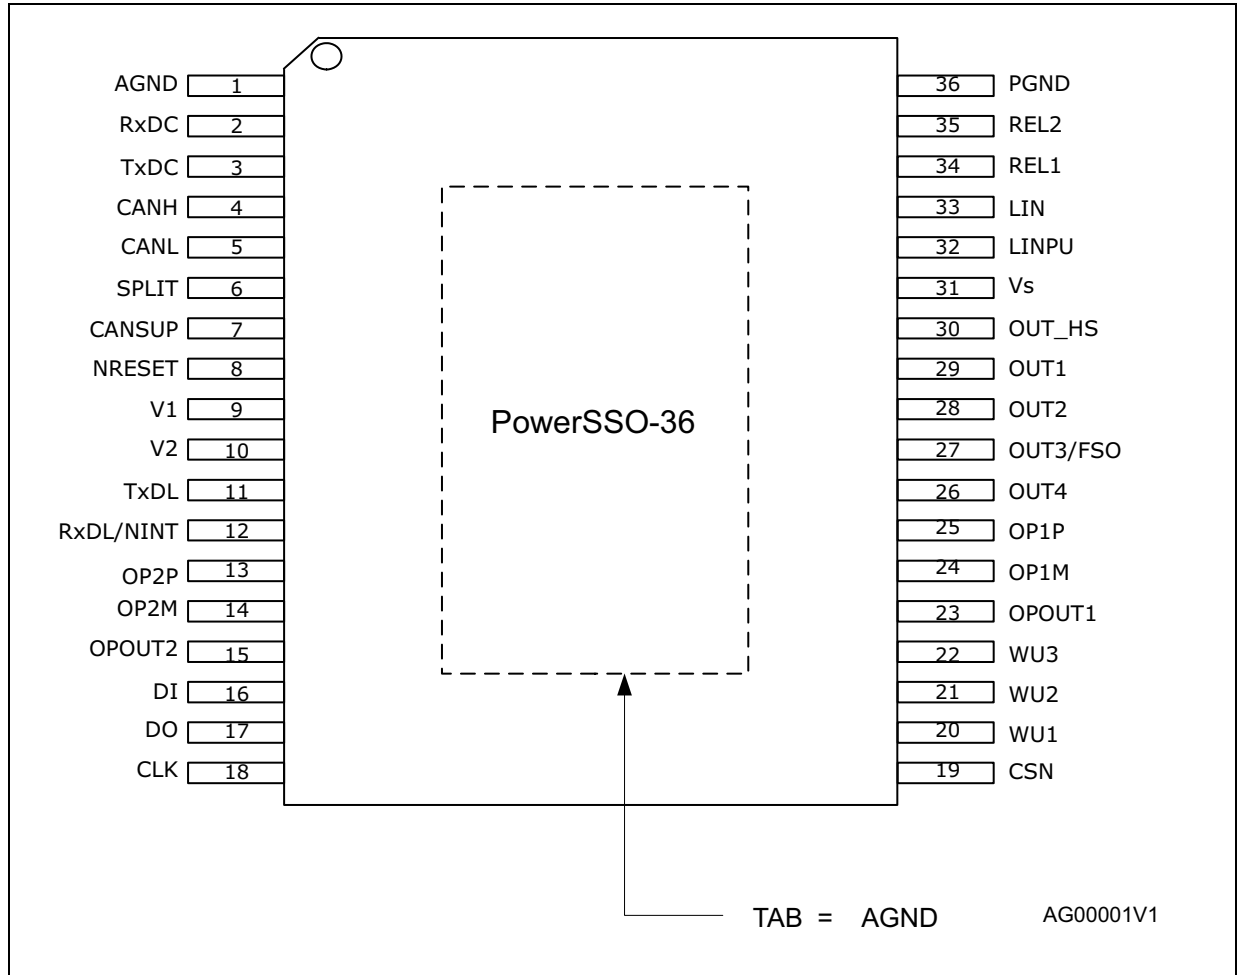 AGND 1 36 PGND
RxDC 2 35 REL2
TxDC 3 34 REL1
CANH 4 33 LIN
CANL 5 32 LINPU
SPLIT 6 31 Vs
CANSUP 7 30 OUT_HS
NRESET 8 29 OUT1
V1 9 28 OUT2
V2 10 27 OUT3/FSO
TxDL 11 26 OUT4
RxDL/NINT 12 25 OP1P
OP2P 13 24 OP1M
OP2M 14 23 OPOUT1
OPOUT2 15 22 WU3
DI 16 21 WU2
DO 17 20 WU1
CLK 18 19 CSN
PowerSSO-36
TAB = AGND
AG00001V1